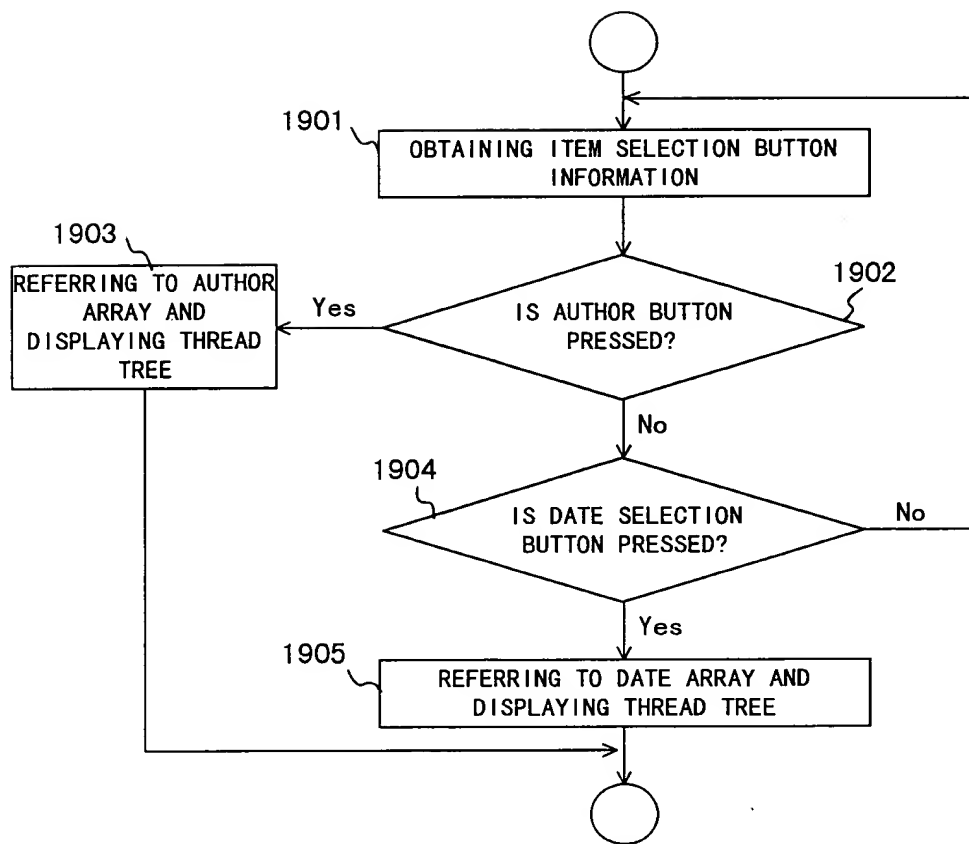 1901
OBTAINING ITEM SELECTION BUTTON
INFORMATION
1902
IS AUTHOR BUTTON
PRESSED?
Yes
1903
REFERRING TO AUTHOR
ARRAY AND
DISPLAYING THREAD
TREE
No
1904
IS DATE SELECTION
BUTTON PRESSED?
No
Yes
1905
REFERRING TO DATE ARRAY AND
DISPLAYING THREAD TREE